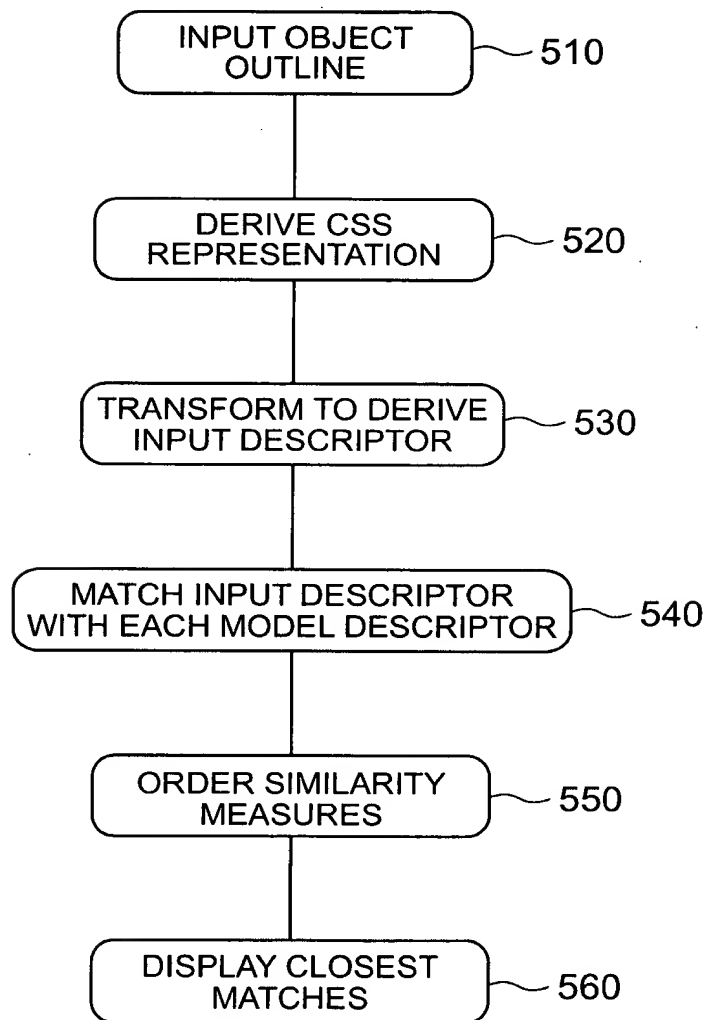 INPUT OBJECT
OUTLINE
510
DERIVE CSS
REPRESENTATION
520
TRANSFORM TO DERIVE
INPUT DESCRIPTOR
530
MATCH INPUT DESCRIPTOR
WITH EACH MODEL DESCRIPTOR
540
ORDER SIMILARITY
MEASURES
550
DISPLAY CLOSEST
MATCHES
560